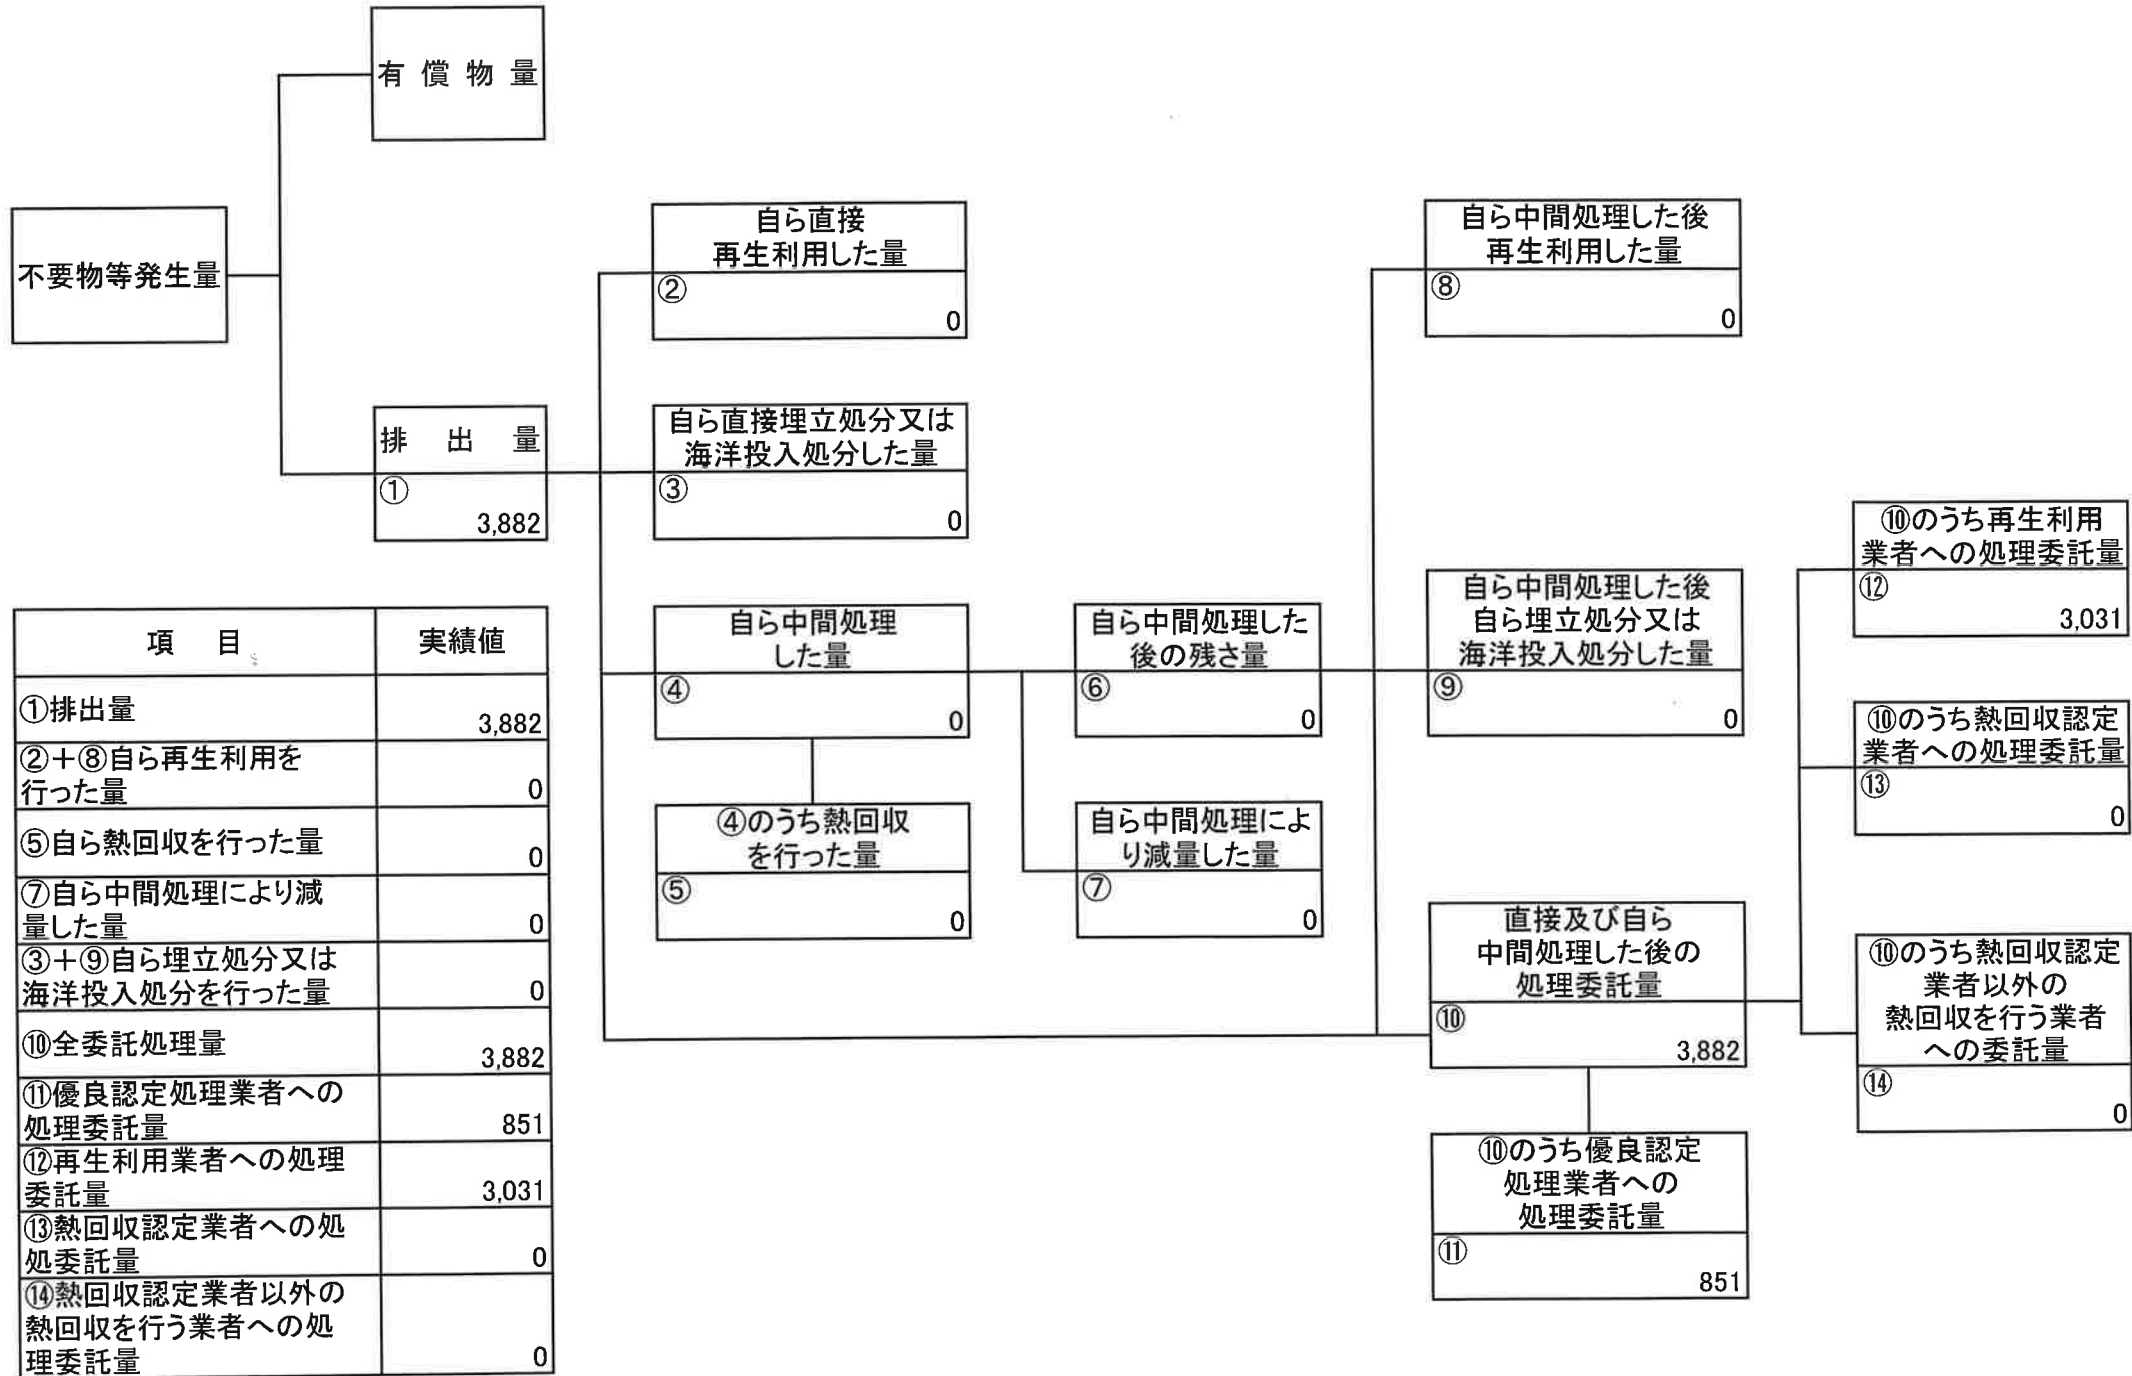 有償物量
不要物等発生量
排出量
①
3,882
自ら直接
再生利用した量
②
0
自ら直接埋立処分又は
海洋投入処分した量
③
0
自ら中間処理
した量
④
0
④のうち熱回収
を行った量
⑤
0
自ら中間処理した
後の残さ量
⑥
0
自ら中間処理によ
り減量した量
⑦
0
自ら中間処理した後
再生利用した量
⑧
0
自ら中間処理した後
自ら埋立処分又は
海洋投入処分した量
⑨
0
直接及び自ら
中間処理した後の
処理委託量
⑩
3,882
⑩のうち優良認定
処理業者への
処理委託量
⑪
851
⑩のうち再生利用
業者への処理委託量
⑫
3,031
⑩のうち熱回収認定
業者への処理委託量
⑬
0
⑩のうち熱回収認定
業者以外の
熱回収を行う業者
への委託量
⑭
0
項目 実績値
①排出量 3,882
②+⑧自ら再生利用を
行った量 0
⑤自ら熱回収を行った量 0
⑦自ら中間処理により減
量した量 0
③+⑨自ら埋立処分又は
海洋投入処分を行った量 0
⑩全委託処理量 3,882
⑪優良認定処理業者への
処理委託量 851
⑫再生利用業者への処理
委託量 3,031
⑬熱回収認定業者への処
処委託量 0
⑭熱回収認定業者以外の
熱回収を行う業者への処
理委託量 0